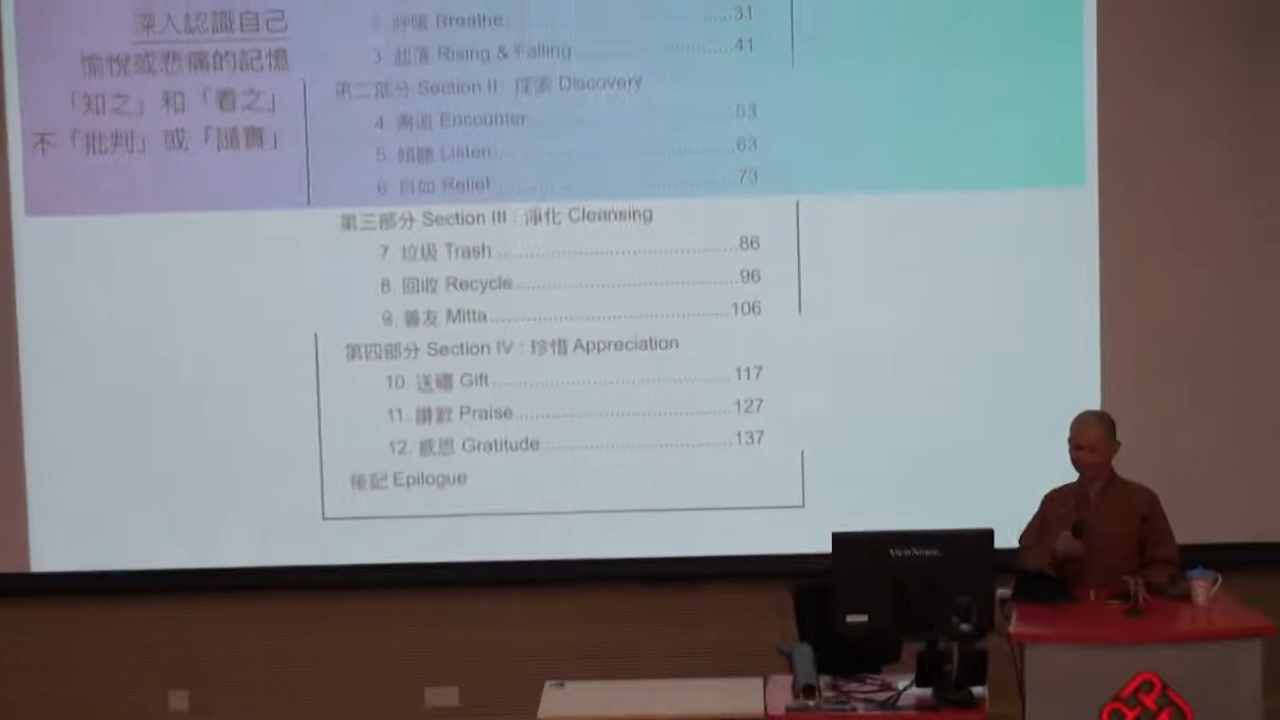 深入認識自己
愉悅或悲痛的記憶
「知之」和「看之」
不「批判」或「譴責」
Breathe ......31
3. 起落 Rising & Falling ......41
第二部分 Section II : 探索 Discovery
4. 邂逅 Encounter ......53
5. 傾聽 Listen ......63
6. 自如 Relief ......73
第三部分 Section III : 淨化 Cleansing
7. 垃圾 Trash ......86
8. 回收 Recycle ......96
9. 善友 Mitta ......106
第四部分 Section IV : 珍惜 Appreciation
10. 送禮 Gift ......117
11. 讚歎 Praise ......127
12. 感恩 Gratitude ......137
後記 Epilogue
ViewSonic